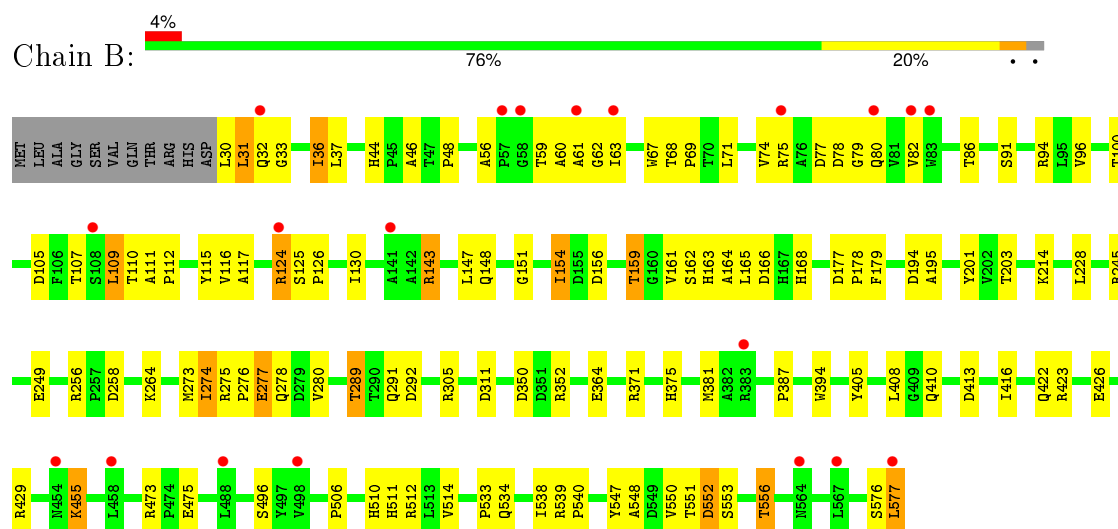 4%
Chain B:
76% 20% • •
MET LEU ALA GLY SER VAL GLN THR ARG HIS ASP L30 L31 Q32 G33 I36 L37 H44 P45 A46 T47 P48 A56 P57 G58 T59 A60 A61 G62 I63 W67 T68 P69 T70 L71 V74 R75 A76 D77 D78 G79 Q80 V81 V82 W83 T86 S91 R94 L95 V96 T100
D105 F106 T107 S108 L109 T110 A111 P112 Y115 V116 A117 R124 S125 P126 I130 A141 A142 R143 L147 Q148 G151 I154 D155 D156 T159 G160 V161 S162 H163 A164 L165 D166 H167 H168 D177 P178 F179 D194 A195 Y201 V202 T203 K214 L228
E249 R256 P257 D258 K264 M273 I274 R275 P276 E277 Q278 D279 V280 T289 T290 Q291 D292 R305 D311 D350 D351 R352 E364 R371 H375 M381 A382 R383 P387 W394 Y405 L408 G409 Q410 D413 I416 Q422 R423 E426
R429 N454 K455 L458 R473 P474 E475 L488 S496 Y497 V498 P506 H510 H511 R512 L513 V514 P533 Q534 I538 R539 P540 Y547 A548 D549 V550 T551 D552 S553 T556 N564 L567 S576 L577